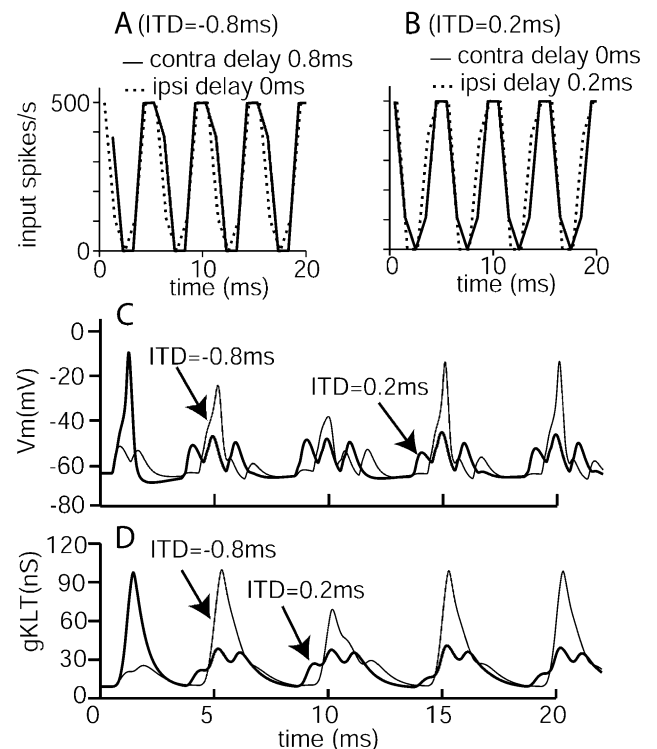 A (ITD=-0.8ms)
contra delay 0.8ms
ipsi delay 0ms
500
input spikes/s
0
0 10 20
time (ms)
B (ITD=0.2ms)
contra delay 0ms
ipsi delay 0.2ms
0 10 20
time (ms)
C
0
-20
-40
-60
-80
Vm(mV)
ITD=-0.8ms
ITD=0.2ms
D
120
90
60
30
0
gKLT(nS)
ITD=-0.8ms
ITD=0.2ms
0 5 10 15 20
time (ms)